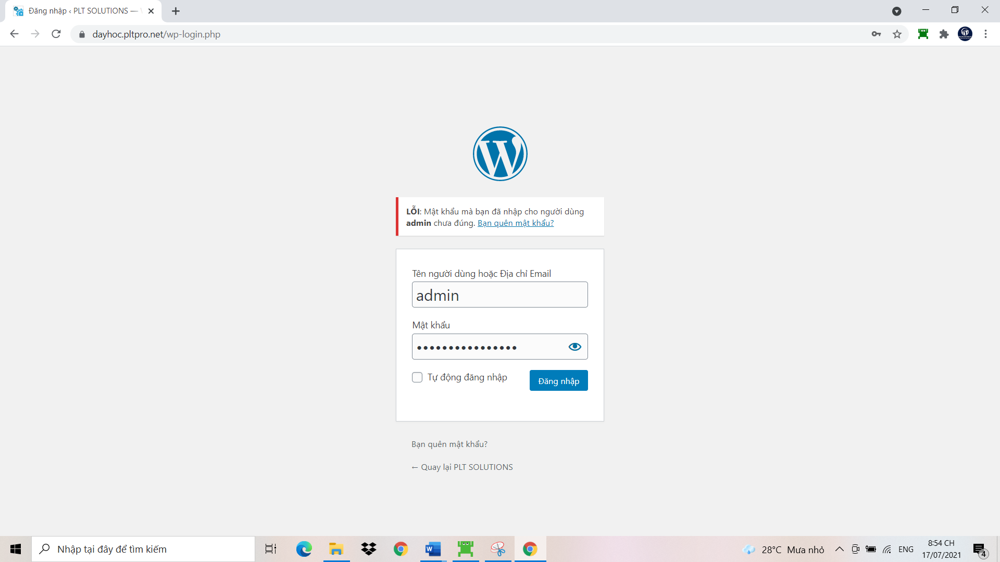 Đăng nhập ‹ PLT SOLUTIONS —
dayhoc.pltpro.net/wp-login.php
LỖI: Mật khẩu mà bạn đã nhập cho người dùng
admin chưa đúng. Bạn quên mật khẩu?
Tên người dùng hoặc Địa chỉ Email
admin
Mật khẩu
Tự động đăng nhập
Đăng nhập
Bạn quên mật khẩu?
← Quay lại PLT SOLUTIONS
Nhập tại đây để tìm kiếm
28°C Mưa nhỏ
ENG
8:54 CH
17/07/2021
4